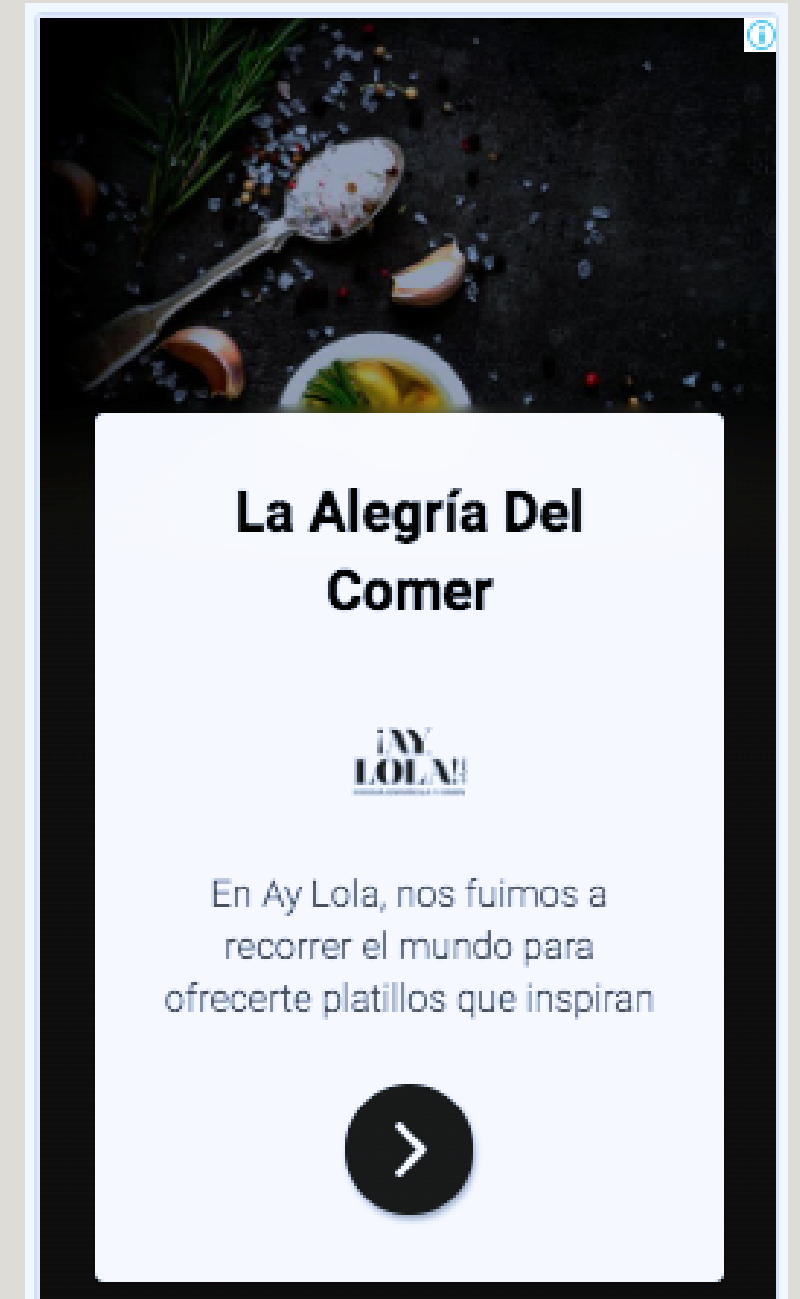 La Alegría Del
Comer
¡AY
LOLA!
En Ay Lola, nos fuimos a
recorrer el mundo para
ofrecerte platillos que inspiran